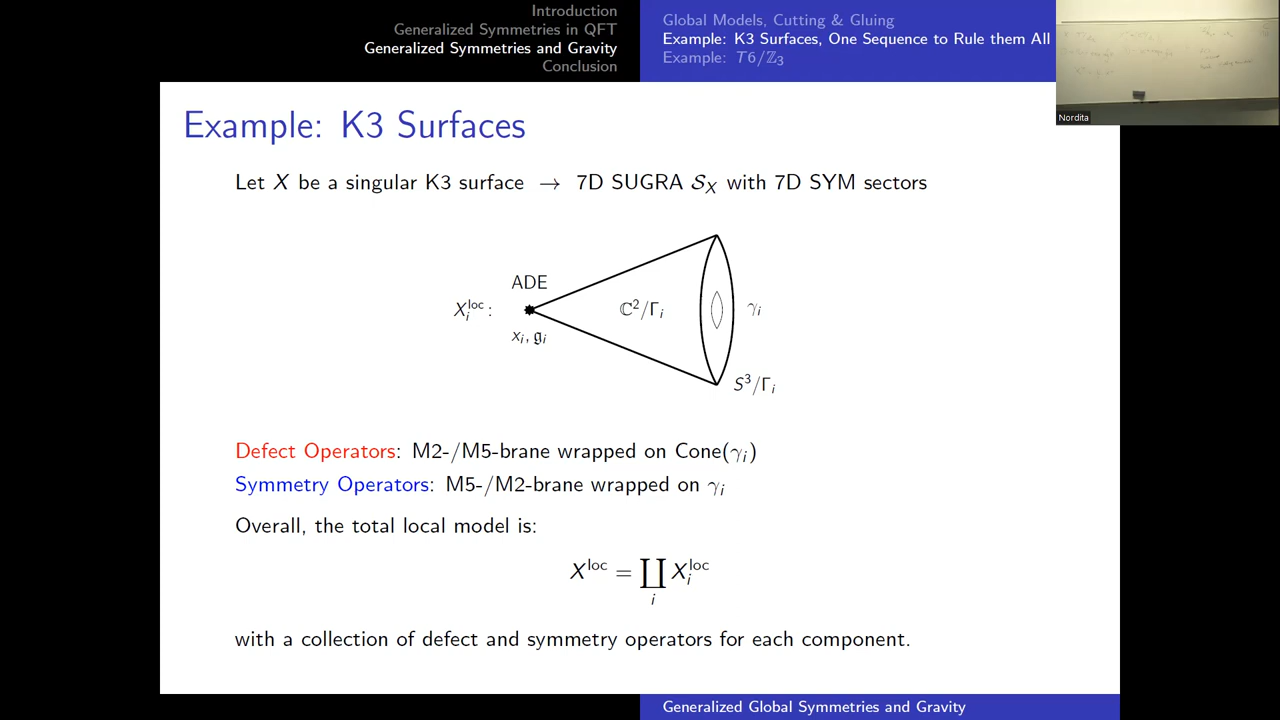 Introduction
Generalized Symmetries in QFT
Generalized Symmetries and Gravity
Conclusion
Global Models, Cutting & Gluing
Example: K3 Surfaces, One Sequence to Rule them All
Example: T6/ℤ₃
Nordita
Example: K3 Surfaces
Let X be a singular K3 surface → 7D SUGRA 𝒮_X with 7D SYM sectors
ADE
X_i^loc :
ℂ²/Γ_i
γ_i
x_i, 𝔤_i
S³/Γ_i
Defect Operators: M2-/M5-brane wrapped on Cone(γ_i)
Symmetry Operators: M5-/M2-brane wrapped on γ_i
Overall, the total local model is:
X^loc = ∐_i X_i^loc
with a collection of defect and symmetry operators for each component.
Generalized Global Symmetries and Gravity